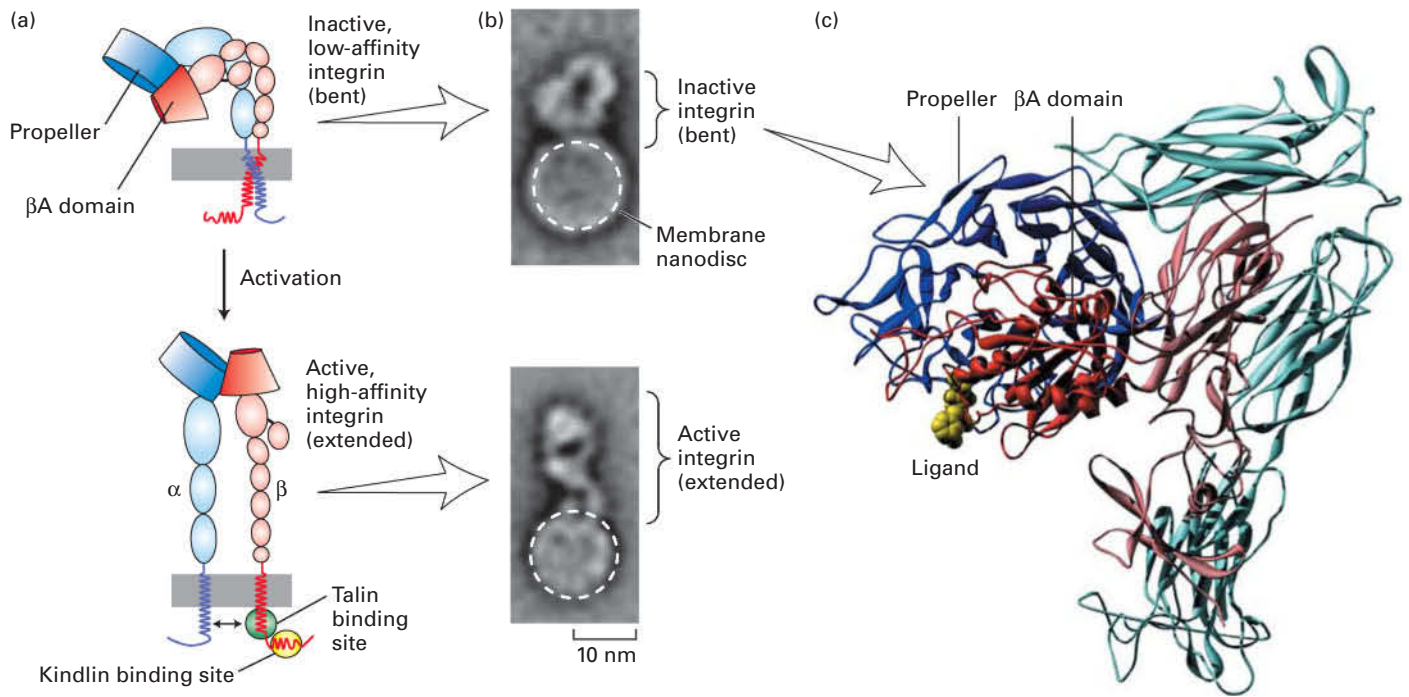 (a)
Inactive,
low-affinity
integrin
(bent)
Propeller
βA domain
Activation
Active,
high-affinity
integrin
(extended)
α
β
Talin
binding
site
Kindlin binding site
(b)
Inactive
integrin
(bent)
Membrane
nanodisc
Active
integrin
(extended)
10 nm
(c)
Propeller
βA domain
Ligand